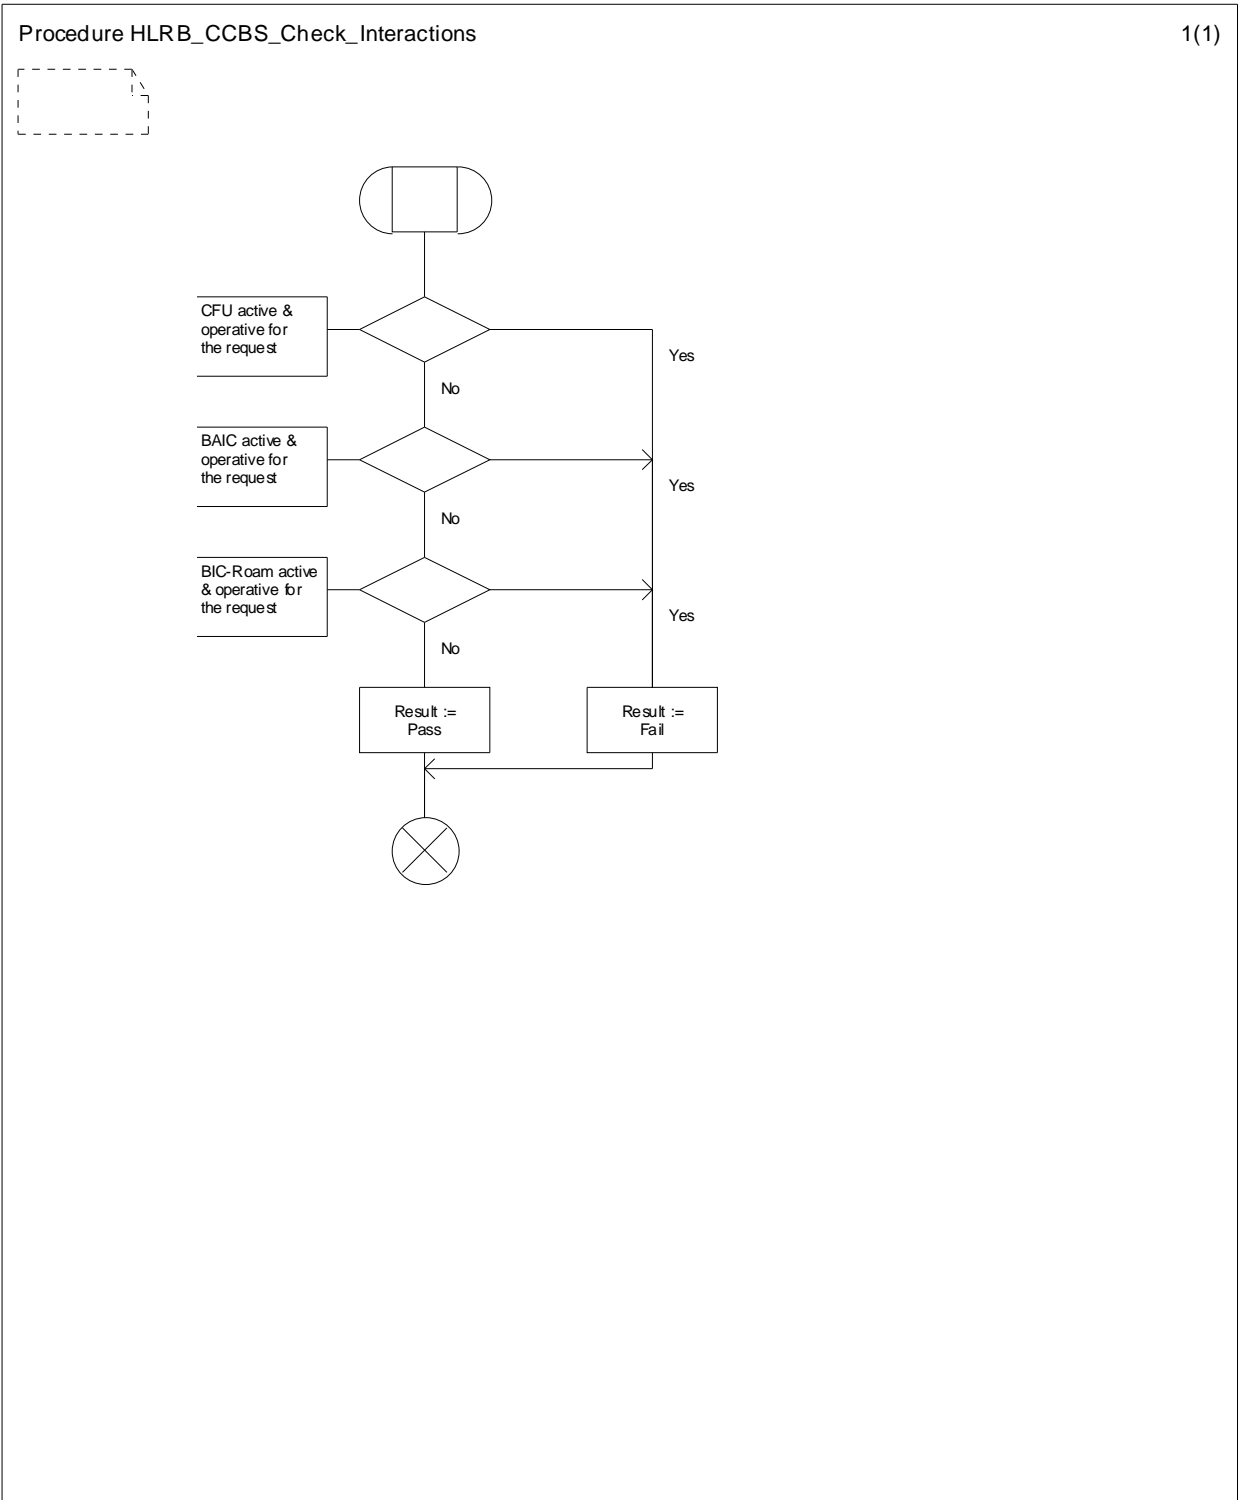 Procedure HLRB_CCBS_Check_Interactions
1(1)
CFU active &
operative for
the request
Yes
No
BAIC active &
operative for
the request
Yes
No
BIC-Roam active
& operative for
the request
Yes
No
Result :=
Pass
Result :=
Fail